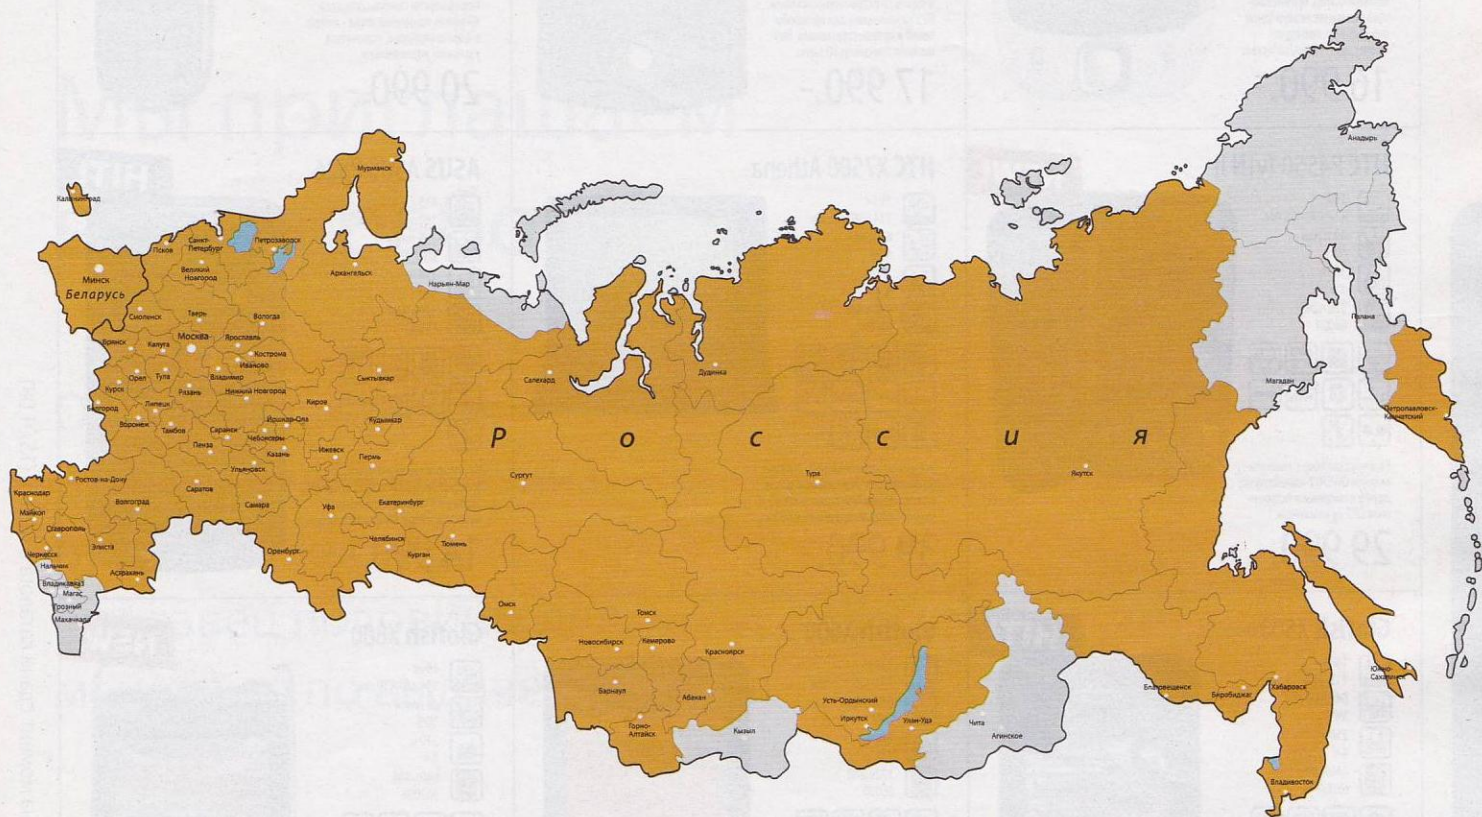 Анадырь
Мурманск
Калининград
Псков
Санкт-
Петербург
Петрозаводск
Великий
Новгород
Архангельск
Минск
Беларусь
Нарьян-Мар
Смоленск
Тверь
Вологда
Палана
Москва
Ярославль
Брянск
Калуга
Кострома
Иваново
Орел
Тула
Владимир
Сыктывкар
Салехард
Дудинка
Магадан
Курск
Рязань
Нижний Новгород
Белгород
Липецк
Киров
Петропавловск-
Камчатский
Воронеж
Тамбов
Йошкар-Ола
Кудымкар
Саранск
Чебоксары
Россия
Пенза
Казань
Ижевск
Пермь
Ульяновск
Сургут
Тура
Якутск
Ростов-на-Дону
Саратов
Краснодар
Волгоград
Самара
Уфа
Екатеринбург
Майкоп
Ставрополь
Элиста
Челябинск
Тюмень
Черкесск
Оренбург
Курган
Нальчик
Астрахань
Владикавказ
Магас
Грозный
Махачкала
Омск
Томск
Новосибирск
Кемерово
Красноярск
Барнаул
Абакан
Горно-
Алтайск
Кызыл
Усть-Ордынский
Иркутск
Улан-Удэ
Чита
Агинское
Благовещенск
Биробиджан
Хабаровск
Южно-
Сахалинск
Владивосток